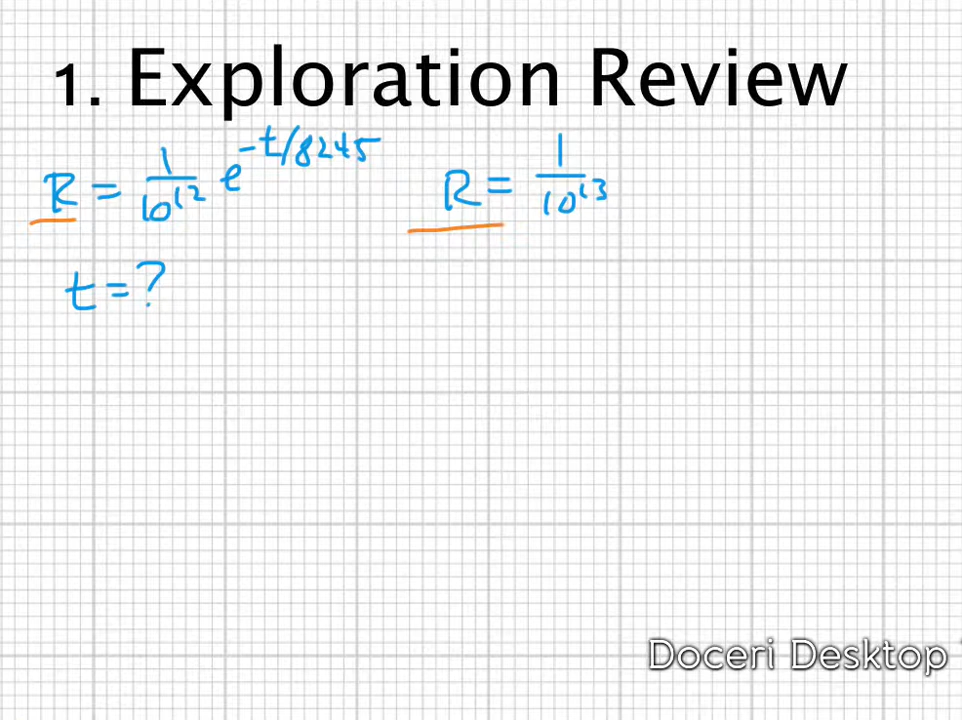 1. Exploration Review
R = 1/10^12 e^-t/8245 R = 1/10^13
t = ?
Doceri Desktop